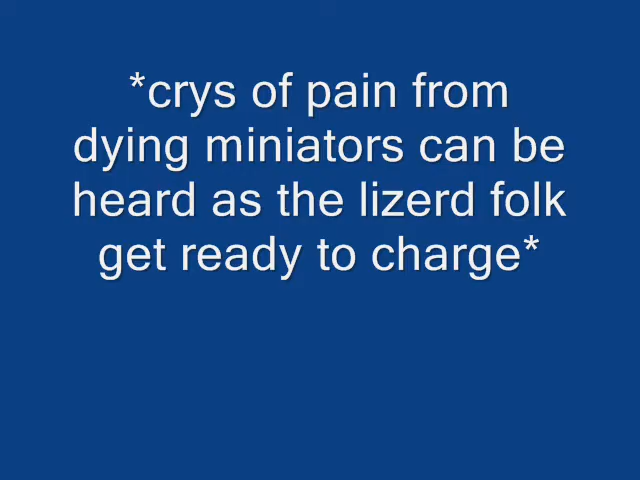 *crys of pain from
dying miniators can be
heard as the lizerd folk
get ready to charge*